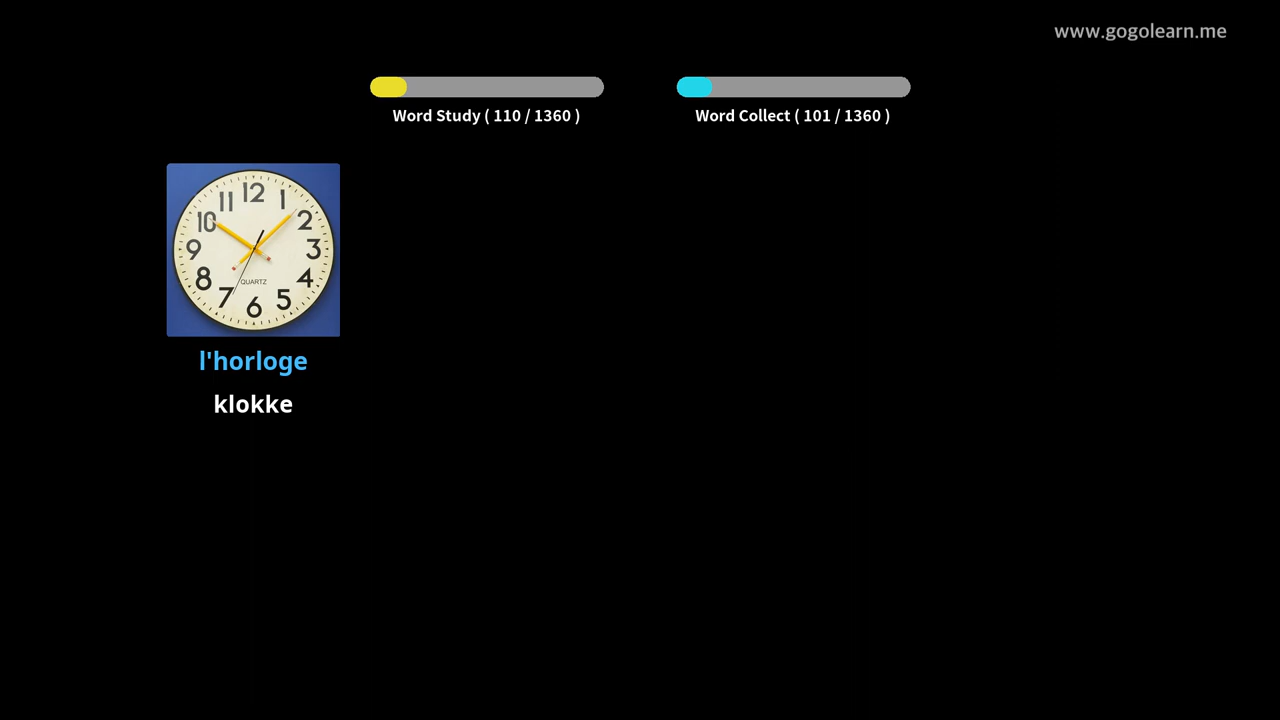 www.gogolearn.me
Word Study ( 110 / 1360 )
Word Collect ( 101 / 1360 )
12
11
1
10
2
9
3
8
4
QUARTZ
7
5
6
l'horloge
klokke